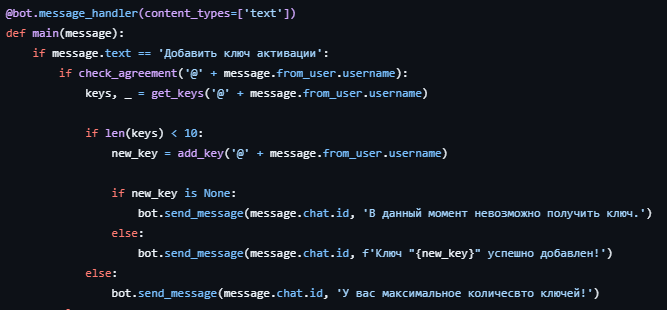 @bot.message_handler(content_types=['text'])
def main(message):
    if message.text == 'Добавить ключ активации':
        if check_agreement('@' + message.from_user.username):
            keys, _ = get_keys('@' + message.from_user.username)

            if len(keys) < 10:
                new_key = add_key('@' + message.from_user.username)

                if new_key is None:
                    bot.send_message(message.chat.id, 'В данный момент невозможно получить ключ.')
                else:
                    bot.send_message(message.chat.id, f'Ключ "{new_key}" успешно добавлен!')
            else:
                bot.send_message(message.chat.id, 'У вас максимальное количесвто ключей!')